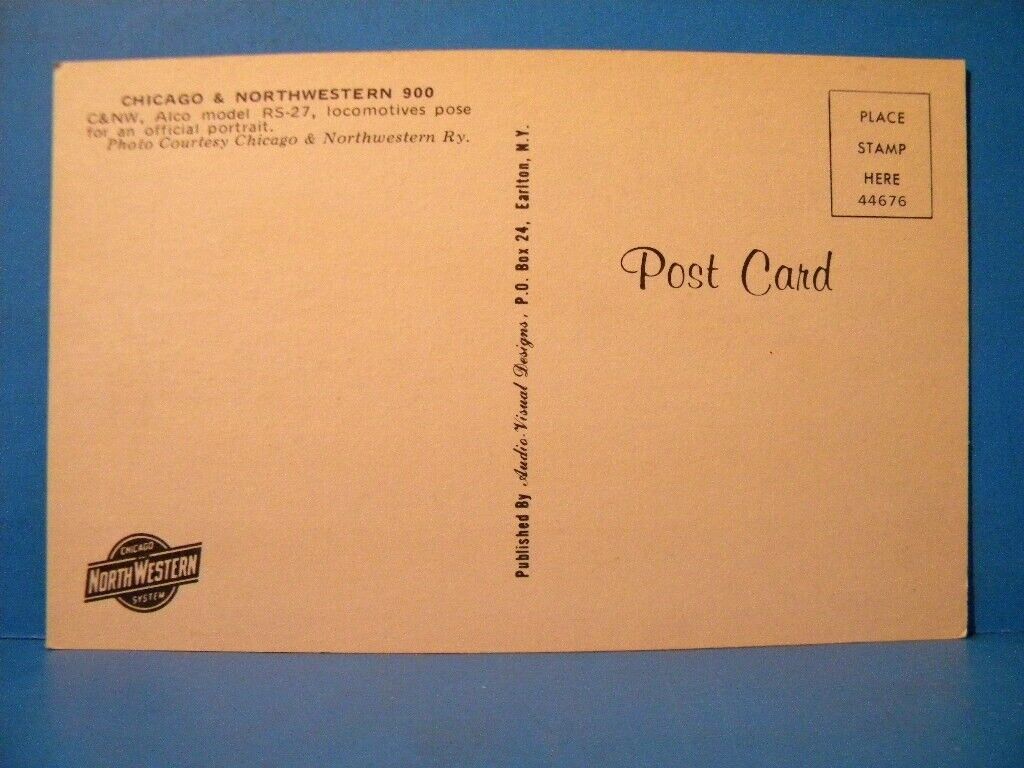 CHICAGO & NORTHWESTERN 900
C&NW, Alco model RS-27, locomotives pose
for an official portrait.
Photo Courtesy Chicago & Northwestern Ry.
CHICAGO
NORTH WESTERN
SYSTEM
Published By Audio-Visual Designs, P.O. Box 24, Earlton, N.Y.
PLACE
STAMP
HERE
44676
Post Card